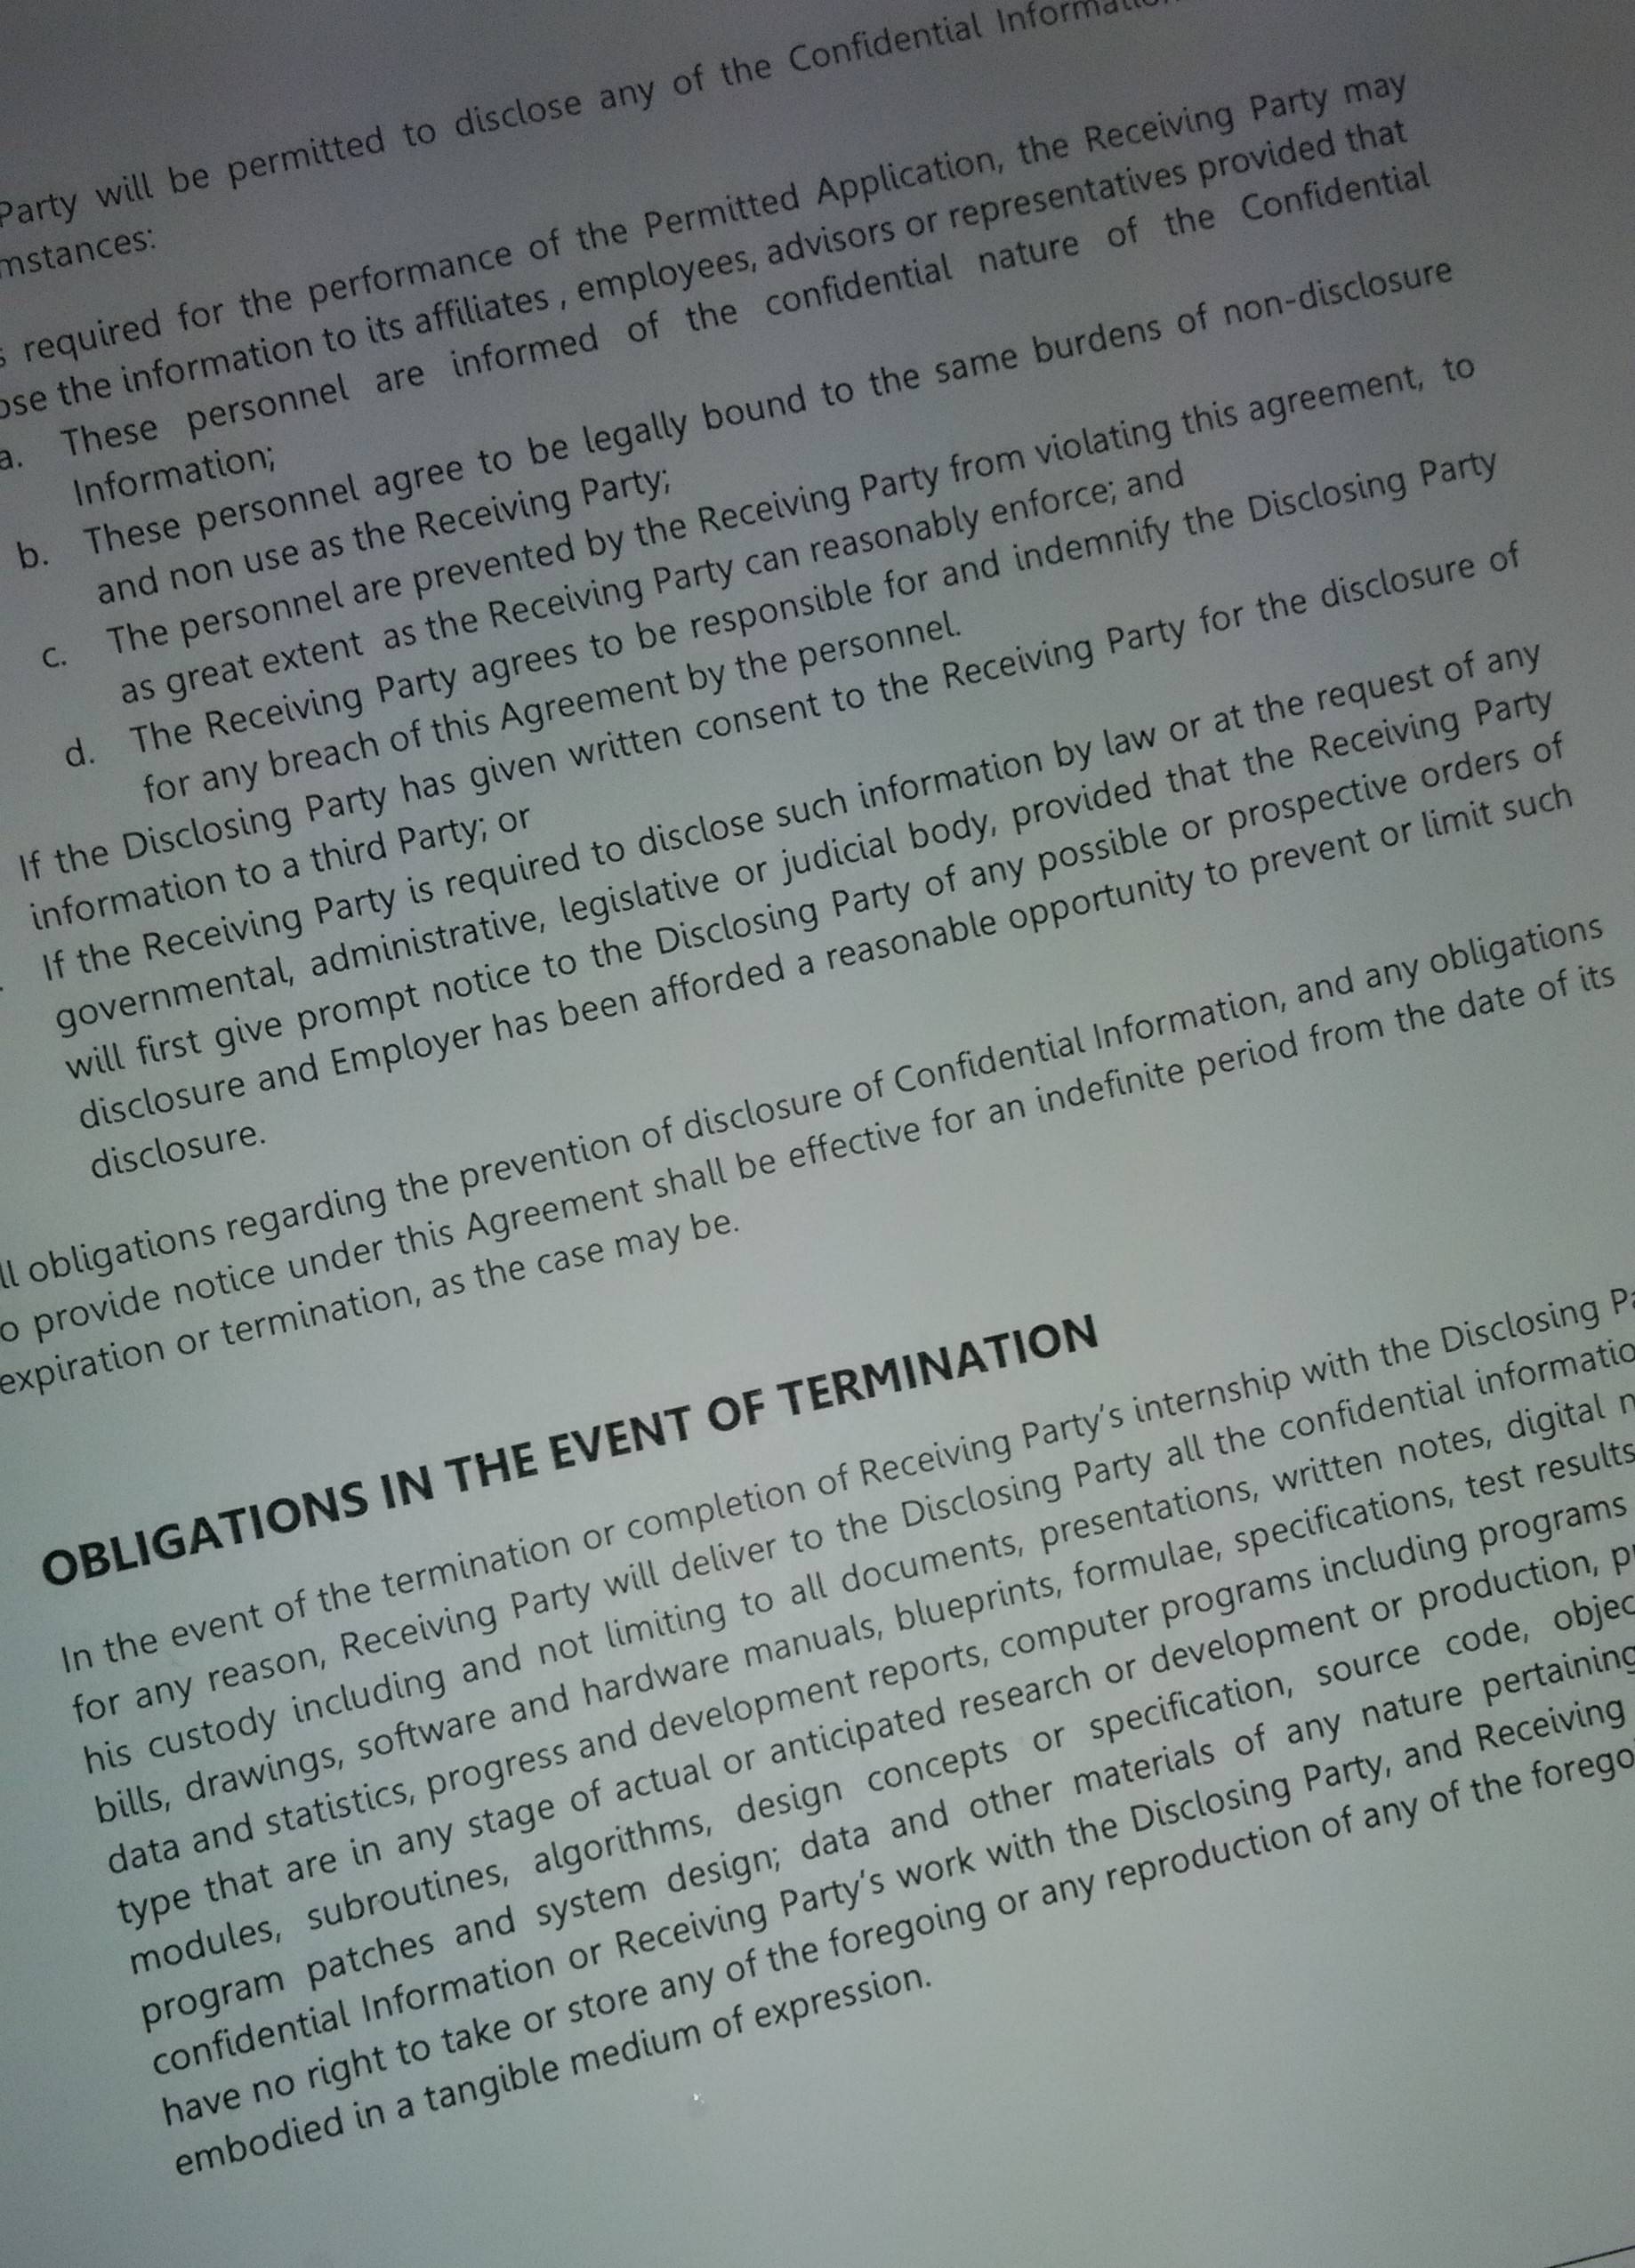 Party will be permitted to disclose any of the Confidential
mstances:
required for the performance of the Permitted Application, the Receiving Party may
ose the information to its affiliates , employees, advisors or representatives provided that
a. These personnel are informed of the confidential nature of the Confidential
Information;
b. These personnel agree to be legally bound to the same burdens of non-disclosure
and non use as the Receiving Party;
c. The personnel are prevented by the Receiving Party from violating this agreement, to
as great extent as the Receiving Party can reasonably enforce; and
d. The Receiving Party agrees to be responsible for and indemnify the Disclosing Party
for any breach of this Agreement by the personnel.
If the Disclosing Party has given written consent to the Receiving Party for the disclosure of
information to a third Party; or
If the Receiving Party is required to disclose such information by law or at the request of any
governmental, administrative, legislative or judicial body, provided that the Receiving Party
will first give prompt notice to the Disclosing Party of any possible or prospective orders of
disclosure and Employer has been afforded a reasonable opportunity to prevent or limit such
disclosure.
ll obligations regarding the prevention of disclosure of Confidential Information, and any obligations
o provide notice under this Agreement shall be effective for an indefinite period from the date of its
expiration or termination, as the case may be.
OBLIGATIONS IN THE EVENT OF TERMINATION
In the event of the termination or completion of Receiving Party's internship with the Disclosing
for any reason, Receiving Party will deliver to the Disclosing Party all the confidential informatio
his custody including and not limiting to all documents, presentations, written notes, digital
bills, drawings, software and hardware manuals, blueprints, formulae, specifications, test results
data and statistics, progress and development reports, computer programs including programs
type that are in any stage of actual or anticipated research or development or production,
modules, subroutines, algorithms, design concepts or specification, source code, objec
program patches and system design; data and other materials of any nature pertaining
confidential Information or Receiving Party's work with the Disclosing Party, and Receiving
have no right to take or store any of the foregoing or any reproduction of any of the forego
embodied in a tangible medium of expression.